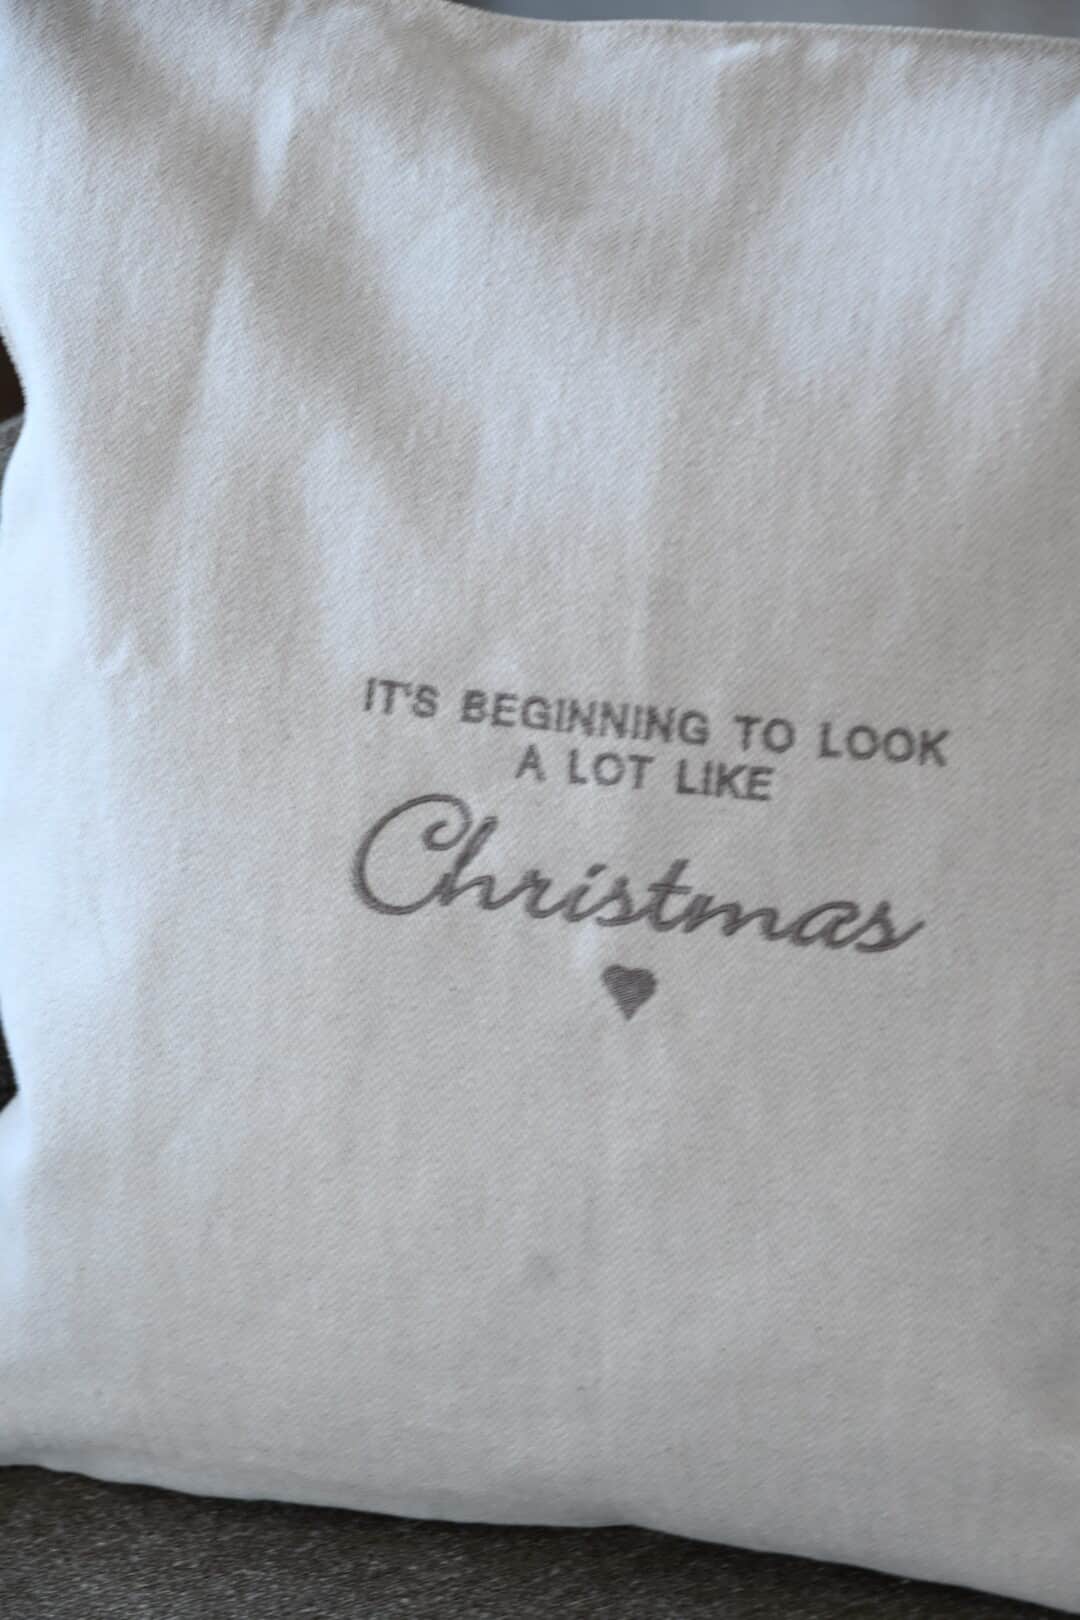 IT'S BEGINNING TO LOOK
A LOT LIKE
Christmas